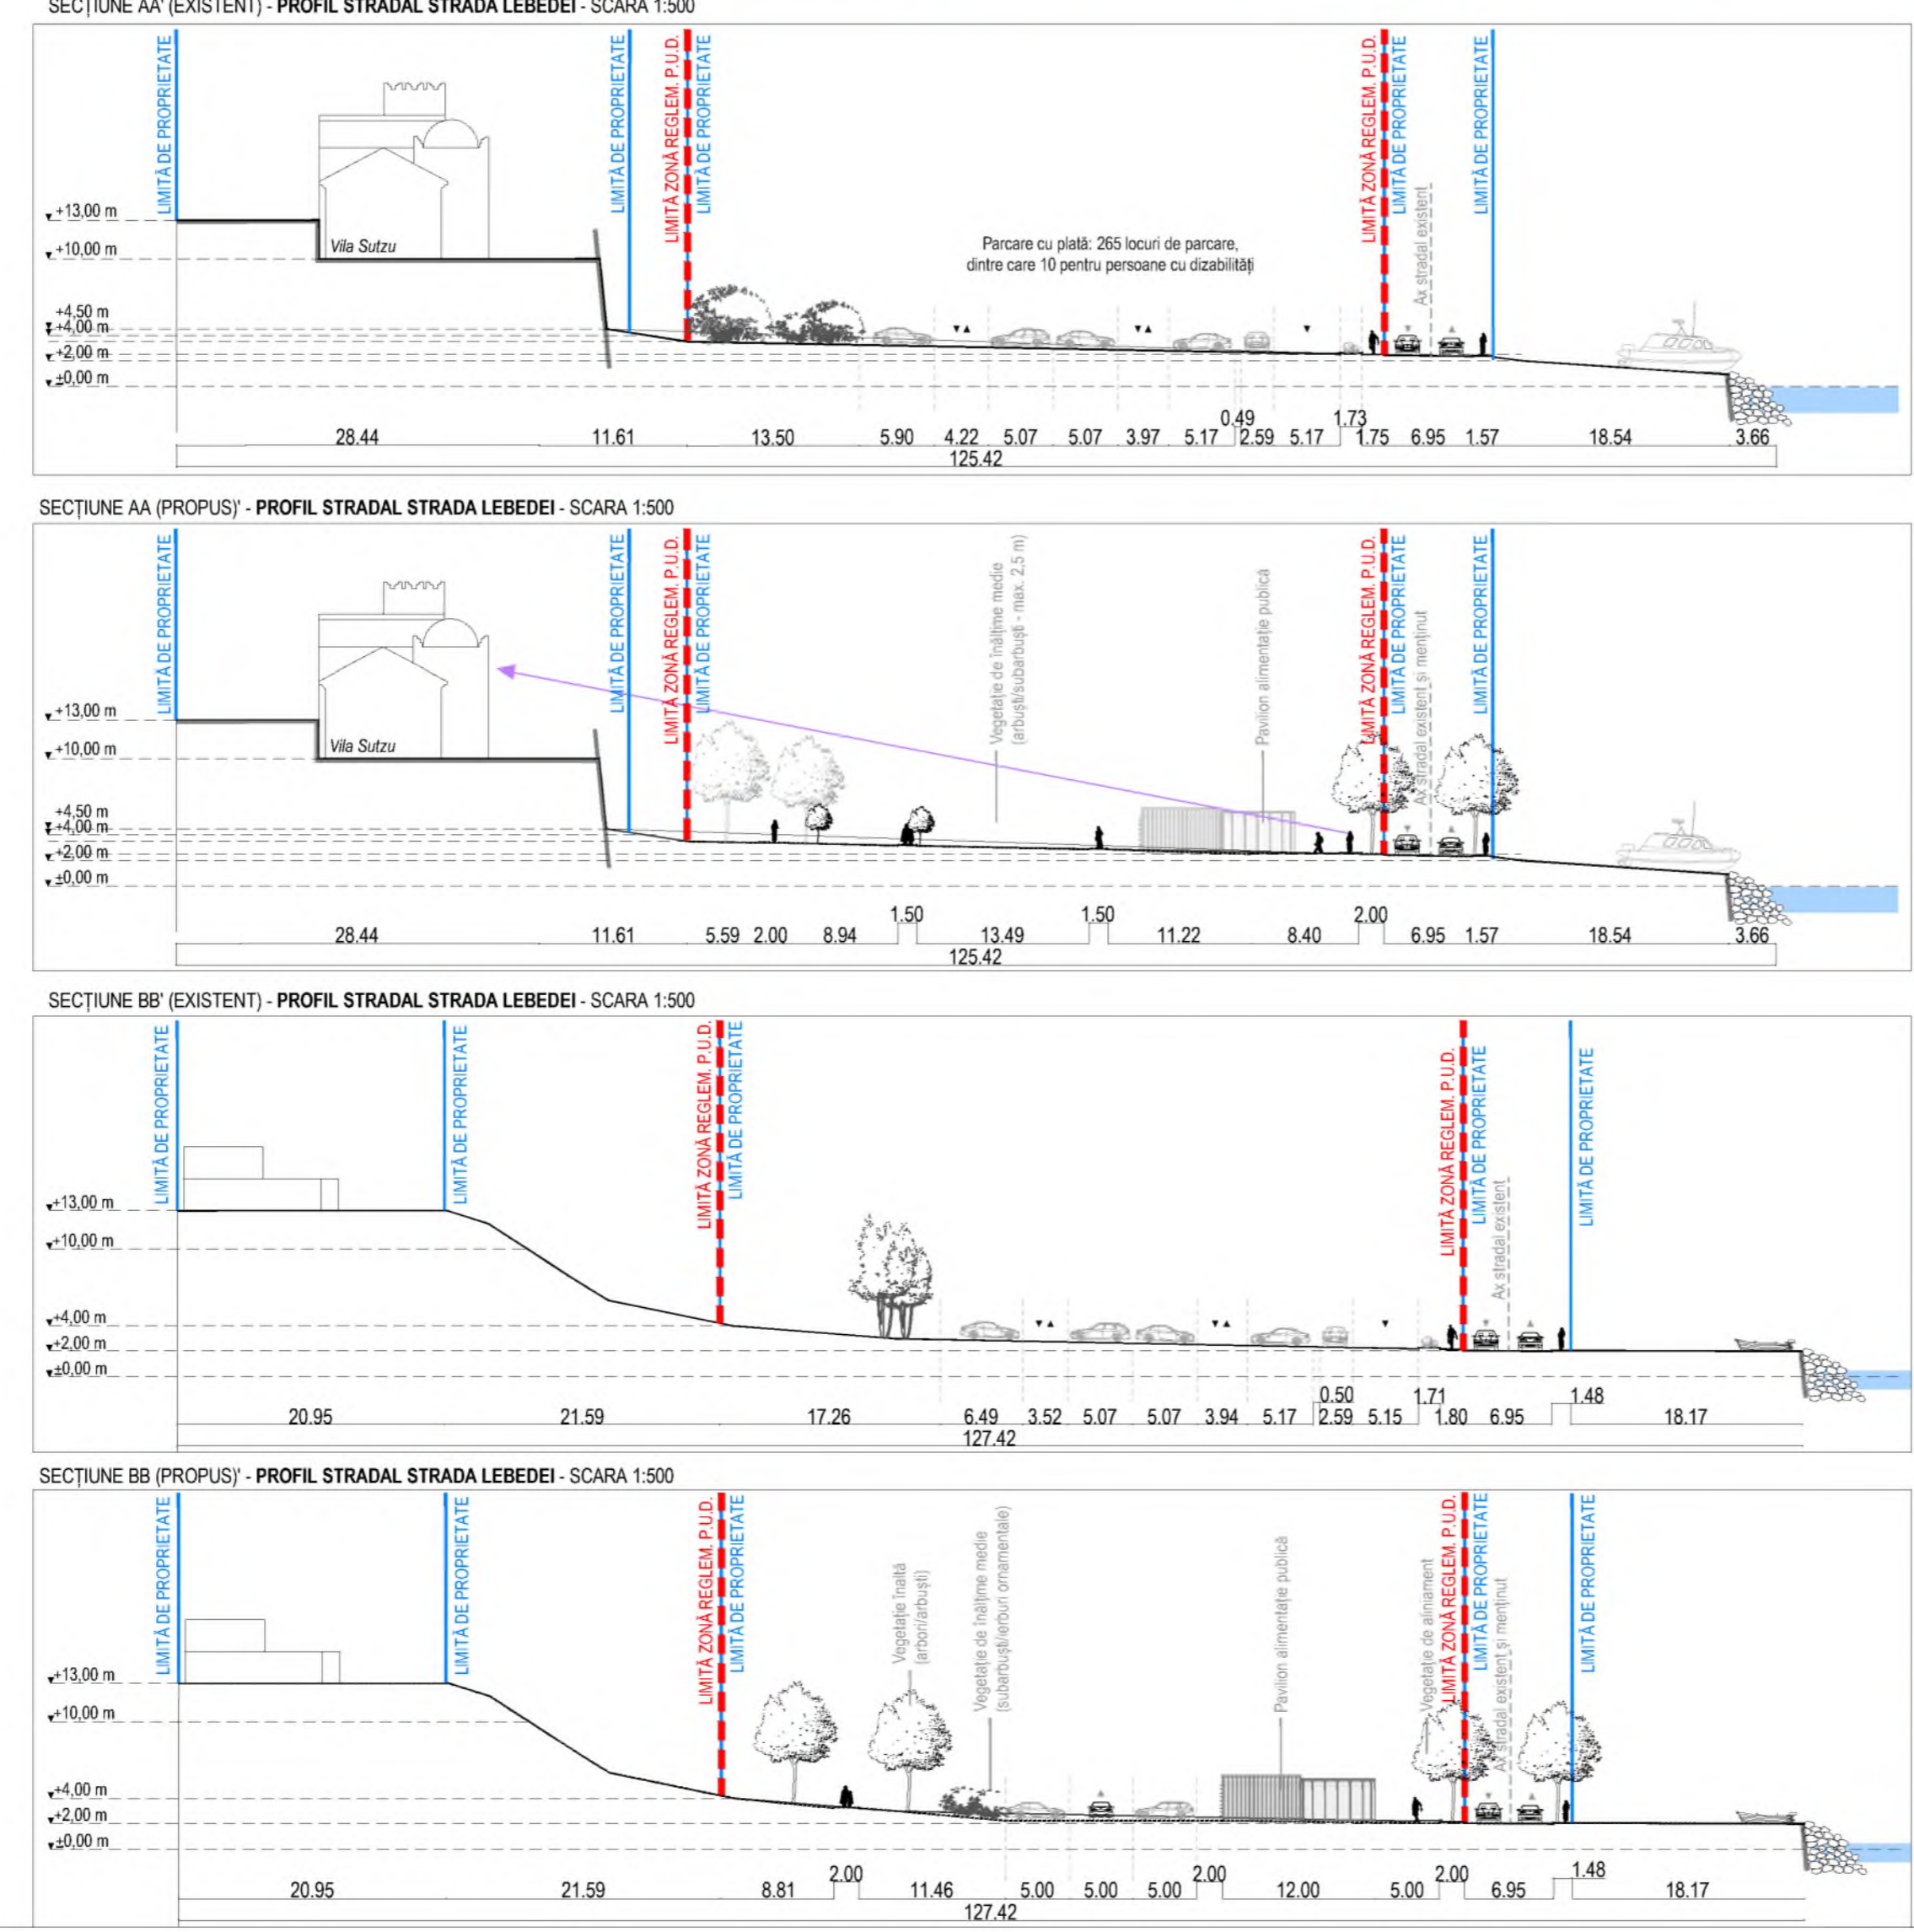 SECȚIUNE AA' (EXISTENT) - PROFIL STRADAL STRADA LEBEDEI - SCARA 1:500
LIMITĂ DE PROPRIETATE
LIMITĂ DE PROPRIETATE
LIMITĂ ZONĂ REGLEM. P.U.D.
LIMITĂ DE PROPRIETATE
LIMITĂ ZONĂ REGLEM. P.U.D.
LIMITĂ DE PROPRIETATE
Ax stradal existent
LIMITĂ DE PROPRIETATE
+13,00 m
+10,00 m
+4,50 m
+4,00 m
+2,00 m
±0,00 m
Vila Sutzu
Parcare cu plată: 265 locuri de parcare,
dintre care 10 pentru persoane cu dizabilități
0.49 1.73
28.44 11.61 13.50 5.90 4.22 5.07 5.07 3.97 5.17 2.59 5.17 1.75 6.95 1.57 18.54 3.66
125.42
SECȚIUNE AA (PROPUS)' - PROFIL STRADAL STRADA LEBEDEI - SCARA 1:500
LIMITĂ DE PROPRIETATE
LIMITĂ DE PROPRIETATE
LIMITĂ ZONĂ REGLEM. P.U.D.
LIMITĂ DE PROPRIETATE
Vegetație de înălțime medie
(arbuști/subarbuști - max. 2,5 m)
Pavilion alimentație publică
LIMITĂ ZONĂ REGLEM. P.U.D.
LIMITĂ DE PROPRIETATE
Ax stradal existent și menținut
LIMITĂ DE PROPRIETATE
+13,00 m
+10,00 m
+4,50 m
+4,00 m
+2,00 m
±0,00 m
Vila Sutzu
1.50 1.50 2.00
28.44 11.61 5.59 2.00 8.94 13.49 11.22 8.40 6.95 1.57 18.54 3.66
125.42
SECȚIUNE BB' (EXISTENT) - PROFIL STRADAL STRADA LEBEDEI - SCARA 1:500
LIMITĂ DE PROPRIETATE
LIMITĂ DE PROPRIETATE
LIMITĂ ZONĂ REGLEM. P.U.D.
LIMITĂ DE PROPRIETATE
LIMITĂ ZONĂ REGLEM. P.U.D.
LIMITĂ DE PROPRIETATE
Ax stradal existent
LIMITĂ DE PROPRIETATE
+13,00 m
+10,00 m
+4,00 m
+2,00 m
±0,00 m
0.50 1.71 1.48
20.95 21.59 17.26 6.49 3.52 5.07 5.07 3.94 5.17 2.59 5.15 1.80 6.95 18.17
127.42
SECȚIUNE BB (PROPUS)' - PROFIL STRADAL STRADA LEBEDEI - SCARA 1:500
LIMITĂ DE PROPRIETATE
LIMITĂ DE PROPRIETATE
LIMITĂ ZONĂ REGLEM. P.U.D.
LIMITĂ DE PROPRIETATE
Vegetație înaltă
(arbori/arbuști)
Vegetație de înălțime medie
(subarbuști/ierburi ornamentale)
Pavilion alimentație publică
Vegetație de aliniament
LIMITĂ ZONĂ REGLEM. P.U.D.
LIMITĂ DE PROPRIETATE
Ax stradal existent și menținut
LIMITĂ DE PROPRIETATE
+13,00 m
+10,00 m
+4,00 m
+2,00 m
±0,00 m
2.00 2.00 2.00 1.48
20.95 21.59 8.81 11.46 5.00 5.00 5.00 12.00 5.00 6.95 18.17
127.42